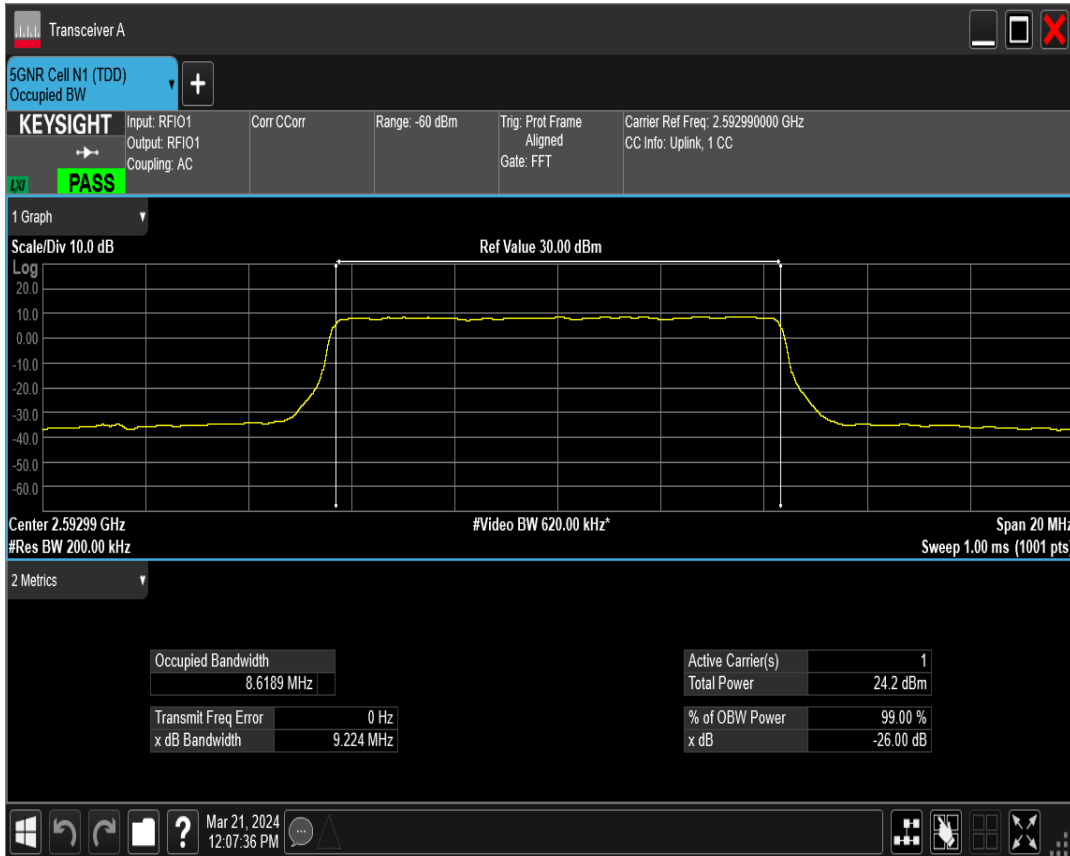 Transceiver A
5GNR Cell N1 (TDD)
Occupied BW
+
KEYSIGHT
LXI
PASS
Input: RFIO1
Output: RFIO1
Coupling: AC
Corr CCorr
Range: -60 dBm
Trig: Prot Frame
Aligned
Gate: FFT
Carrier Ref Freq: 2.592990000 GHz
CC Info: Uplink, 1 CC
1 Graph
Scale/Div 10.0 dB
Ref Value 30.00 dBm
Log
20.0
10.0
0.00
-10.0
-20.0
-30.0
-40.0
-50.0
-60.0
Center 2.59299 GHz
#Video BW 620.00 kHz*
Span 20 MHz
#Res BW 200.00 kHz
Sweep 1.00 ms (1001 pts)
2 Metrics
Occupied Bandwidth
8.6189 MHz
Transmit Freq Error 0 Hz
x dB Bandwidth 9.224 MHz
Active Carrier(s) 1
Total Power 24.2 dBm
% of OBW Power 99.00 %
x dB -26.00 dB
?
Mar 21, 2024
12:07:36 PM